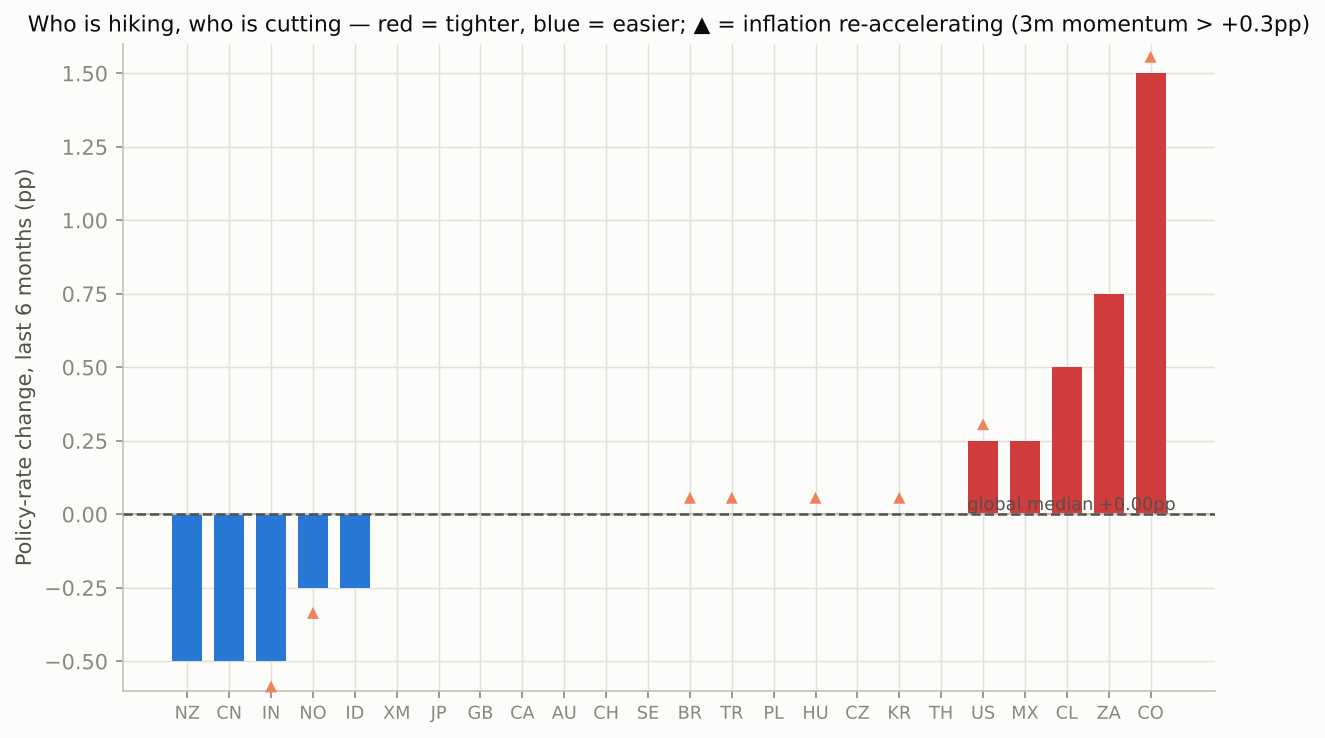 Who is hiking, who is cutting — red = tighter, blue = easier; ▲ = inflation re-accelerating (3m momentum > +0.3pp)
Policy-rate change, last 6 months (pp)
1.50
1.25
1.00
0.75
0.50
0.25
0.00
−0.25
−0.50
global median +0.00pp
NZ CN IN NO ID XM JP GB CA AU CH SE BR TR PL HU CZ KR TH US MX CL ZA CO